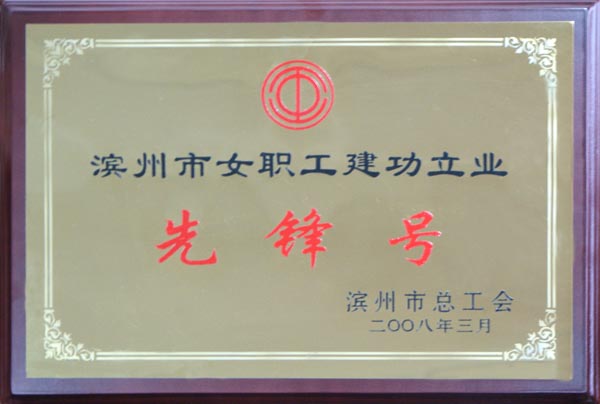 滨州市女职工建功立业
先锋号
滨州市总工会
二〇〇八年三月